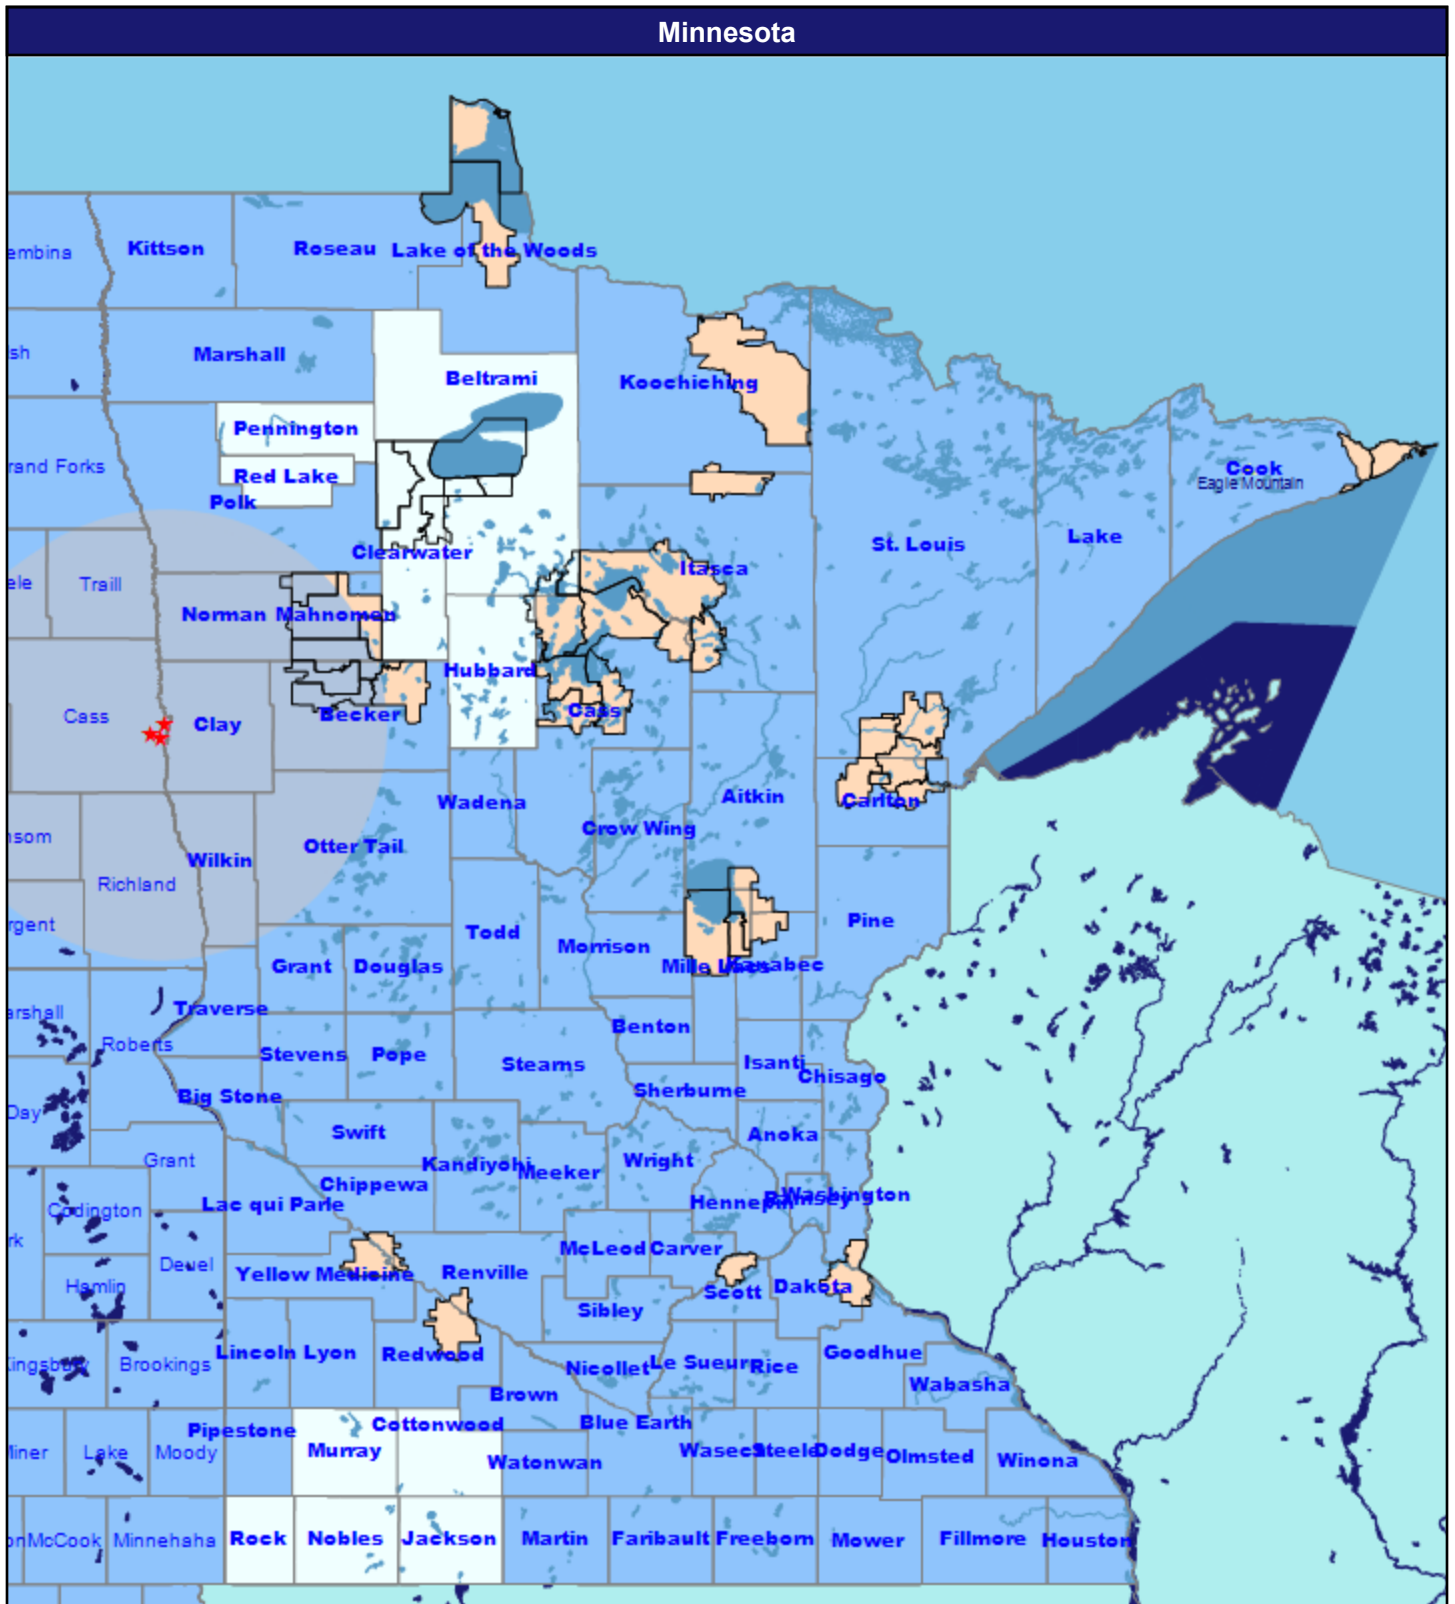 Minnesota
embina
Kittson
Roseau
Lake of the Woods
sh
Marshall
Beltrami
Koochiching
Pennington
rand Forks
Red Lake
Polk
Cook
Eagle Mountain
Clearwater
St. Louis
Lake
Itasca
ele
Traill
Norman
Mahnomen
Hubbard
Cass
Clay
Becker
Cass
Wadena
Aitkin
Carlton
Crow Wing
nsom
Otter Tail
Wilkin
Richland
rgent
Todd
Morrison
Pine
Grant
Douglas
Mille Lacs
Kanabec
arshall
Traverse
Roberts
Benton
Stevens
Pope
Stearns
Isanti
Chisago
Day
Big Stone
Sherburne
Swift
Anoka
Grant
Kandiyohi
Meeker
Wright
Chippewa
Codington
Lac qui Parle
Hennepin
Ramsey
Washington
rk
McLeod
Carver
Deuel
Yellow Medicine
Renville
Hamlin
Scott
Dakota
Sibley
Kingsbury
Brookings
Lincoln
Lyon
Redwood
Nicollet
Le Sueur
Rice
Goodhue
Brown
Wabasha
Pipestone
Cottonwood
Blue Earth
Miner
Lake
Moody
Murray
Watonwan
Waseca
Steele
Dodge
Olmsted
Winona
on
McCook
Minnehaha
Rock
Nobles
Jackson
Martin
Faribault
Freeborn
Mower
Fillmore
Houston